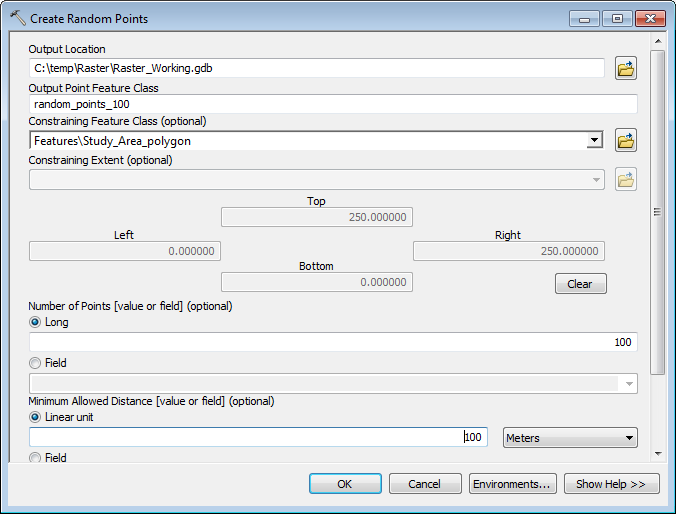 Create Random Points
Output Location
C:\temp\Raster\Raster_Working.gdb
Output Point Feature Class
random_points_100
Constraining Feature Class (optional)
Features\Study_Area_polygon
Constraining Extent (optional)
Top
250.000000
Left
Right
0.000000
250.000000
Bottom
0.000000
Clear
Number of Points [value or field] (optional)
Long
100
Field
Minimum Allowed Distance [value or field] (optional)
Linear unit
100
Meters
Field
OK
Cancel
Environments...
Show Help >>